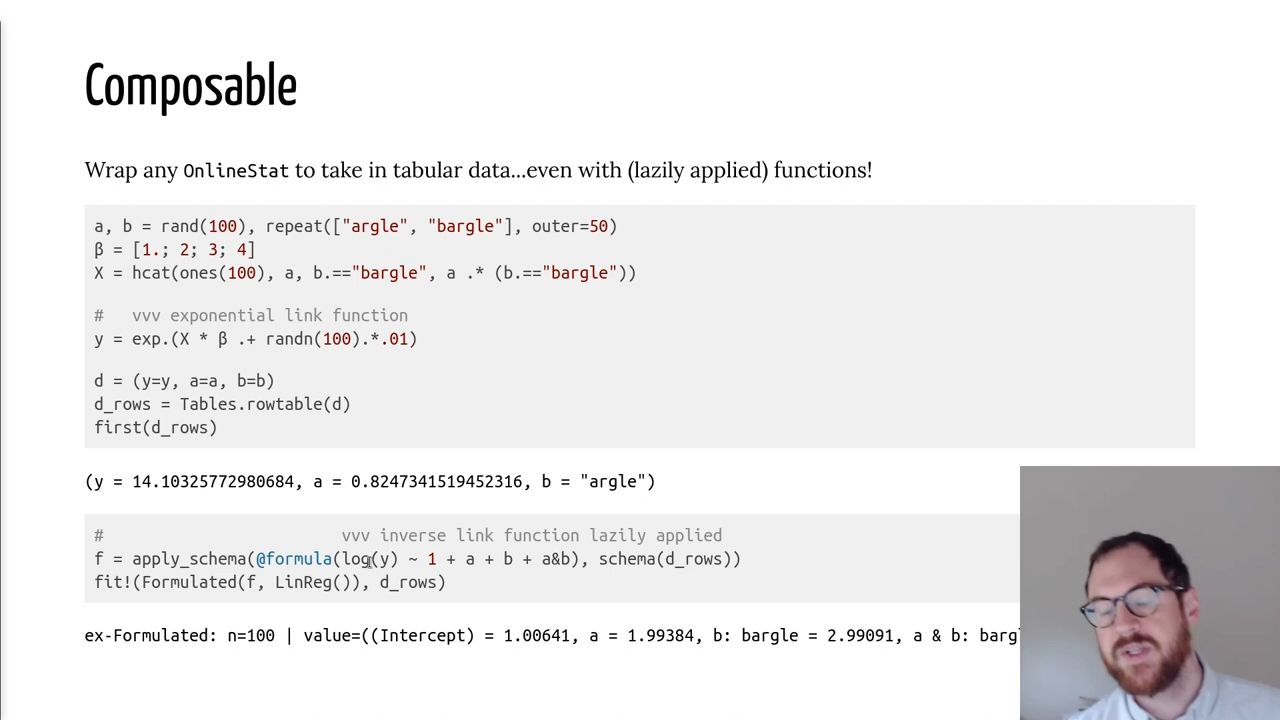 Composable
Wrap any OnlineStat to take in tabular data...even with (lazily applied) functions!
a, b = rand(100), repeat(["argle", "bargle"], outer=50)
β = [1.; 2; 3; 4]
X = hcat(ones(100), a, b.=="bargle", a .* (b.=="bargle"))
#   vvv exponential link function
y = exp.(X * β .+ randn(100).*.01)
d = (y=y, a=a, b=b)
d_rows = Tables.rowtable(d)
first(d_rows)
(y = 14.10325772980684, a = 0.8247341519452316, b = "argle")
#                         vvv inverse link function lazily applied
f = apply_schema(@formula(log(y) ~ 1 + a + b + a&b), schema(d_rows))
fit!(Formulated(f, LinReg()), d_rows)
ex-Formulated: n=100 | value=((Intercept) = 1.00641, a = 1.99384, b: bargle = 2.99091, a & b: barg